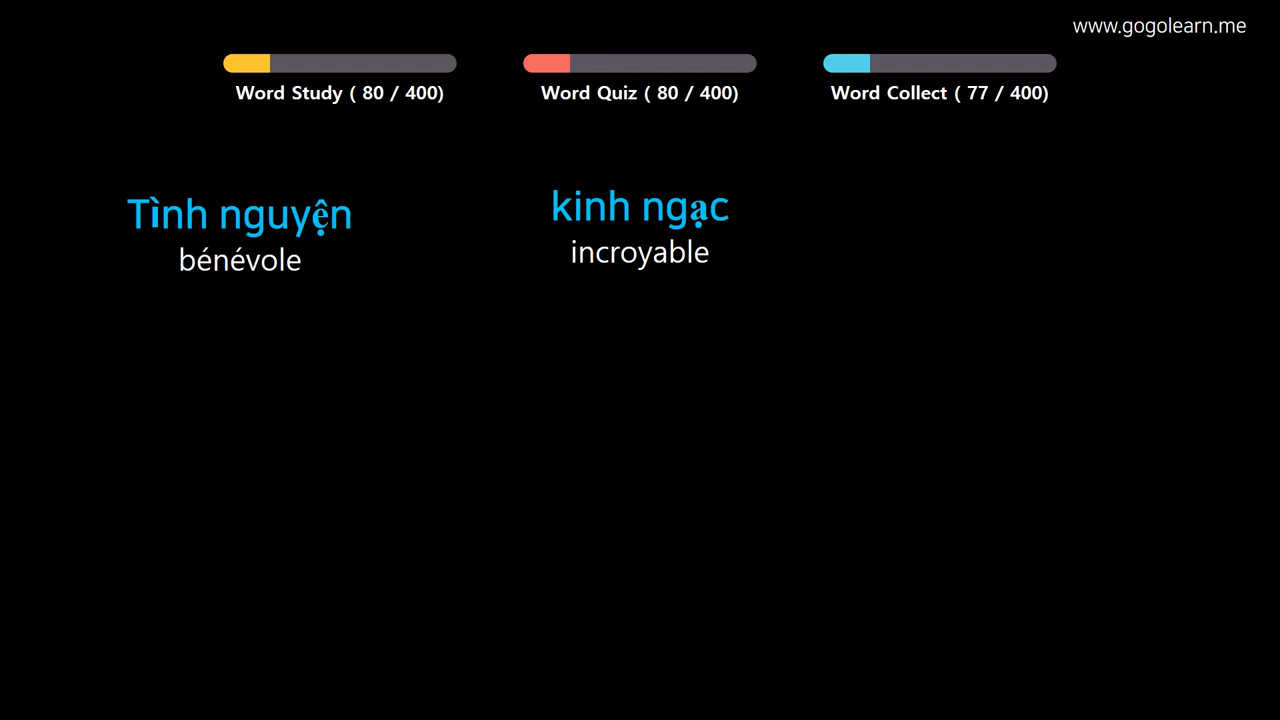 www.gogolearn.me
Word Study ( 80 / 400)
Word Quiz ( 80 / 400)
Word Collect ( 77 / 400)
Tình nguyện
bénévole
kinh ngạc
incroyable